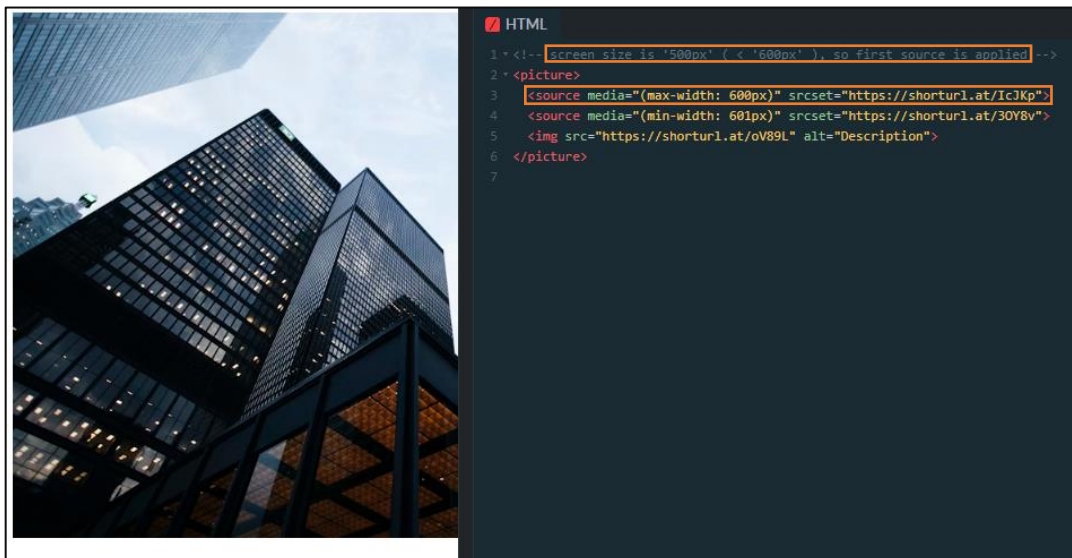 HTML
1 <!-- screen size is '500px' ( < '600px' ), so first source is applied -->
2 <picture>
3 <source media="(max-width: 600px)" srcset="https://shorturl.at/IcJKp">
4 <source media="(min-width: 601px)" srcset="https://shorturl.at/3OY8v">
5 <img src="https://shorturl.at/oV89L" alt="Description">
6 </picture>
7